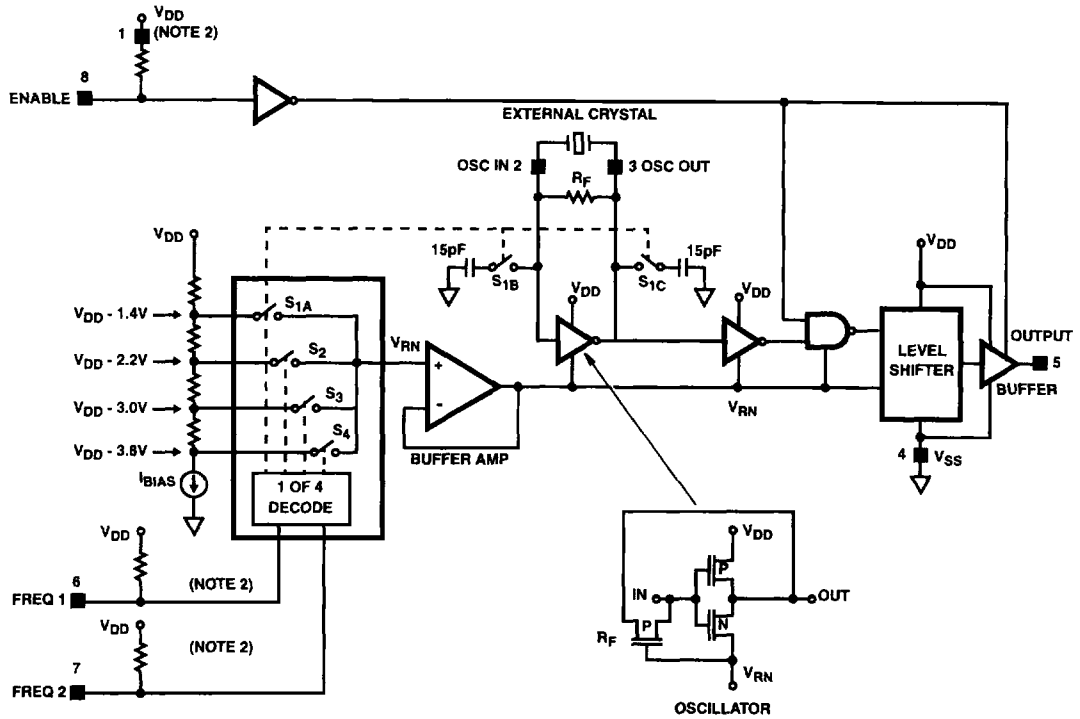 VDD
1 (NOTE 2)
8
ENABLE
EXTERNAL CRYSTAL
OSC IN 2
3 OSC OUT
RF
VDD
15pF
15pF
S1B
S1C
VDD
VDD
VDD
VDD - 1.4V
S1A
VDD - 2.2V
S2
VRN
+
-
VDD - 3.0V
S3
VDD - 3.8V
S4
BUFFER AMP
VRN
LEVEL
SHIFTER
OUTPUT
5
BUFFER
4
VSS
IBIAS
1 OF 4
DECODE
VDD
6
(NOTE 2)
FREQ 1
VDD
7
(NOTE 2)
FREQ 2
VDD
P
IN
OUT
P
N
RF
VRN
OSCILLATOR